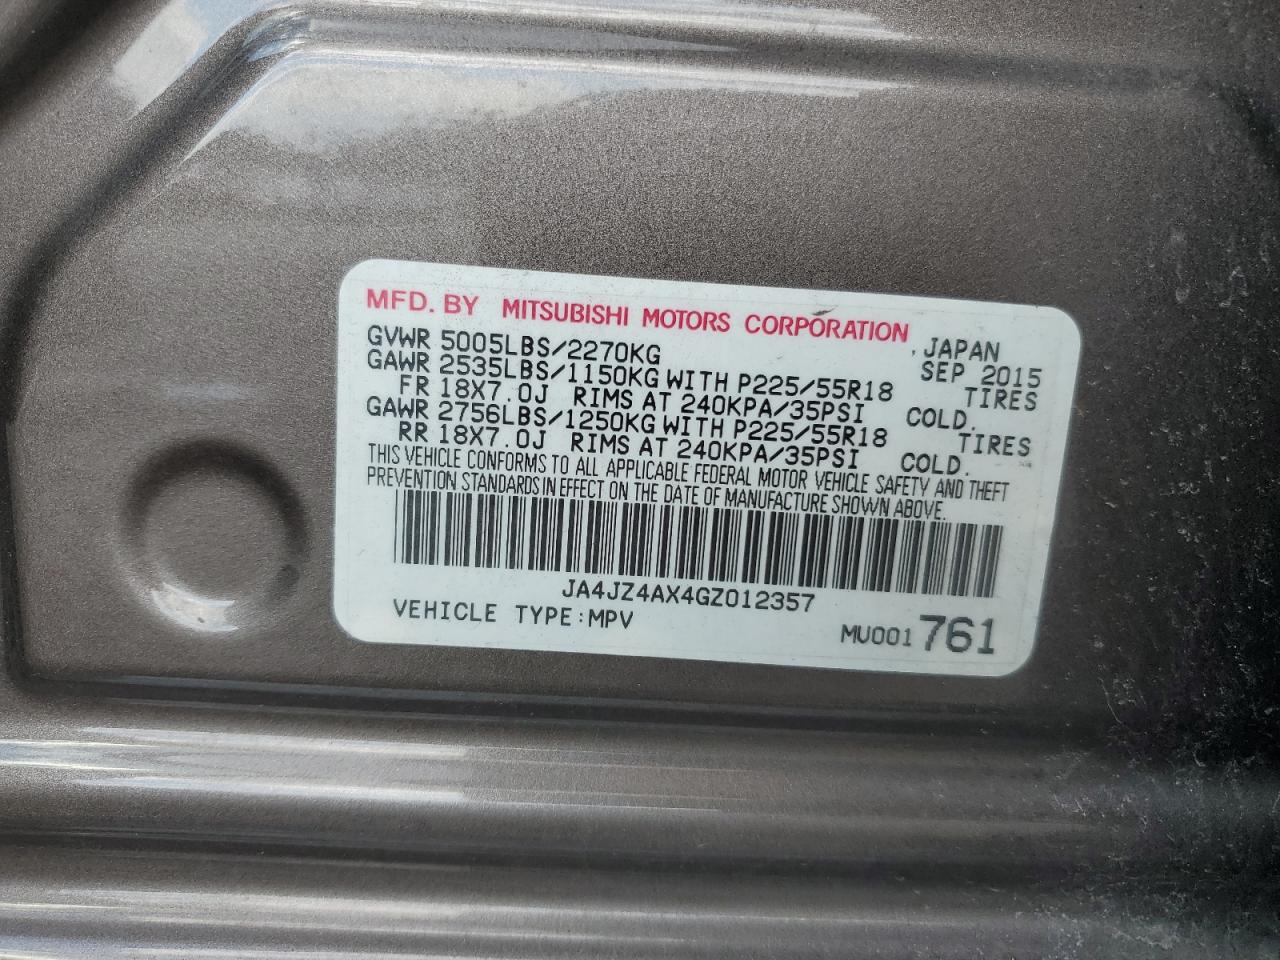 MFD. BY MITSUBISHI MOTORS CORPORATION, JAPAN
GVWR 5005LBS/2270KG SEP 2015
GAWR 2535LBS/1150KG WITH P225/55R18 TIRES
FR 18X7.0J RIMS AT 240KPA/35PSI COLD.
GAWR 2756LBS/1250KG WITH P225/55R18 TIRES
RR 18X7.0J RIMS AT 240KPA/35PSI COLD.
THIS VEHICLE CONFORMS TO ALL APPLICABLE FEDERAL MOTOR VEHICLE SAFETY AND THEFT
PREVENTION STANDARDS IN EFFECT ON THE DATE OF MANUFACTURE SHOWN ABOVE.
JA4JZ4AX4GZ012357
VEHICLE TYPE:MPV
MU001761